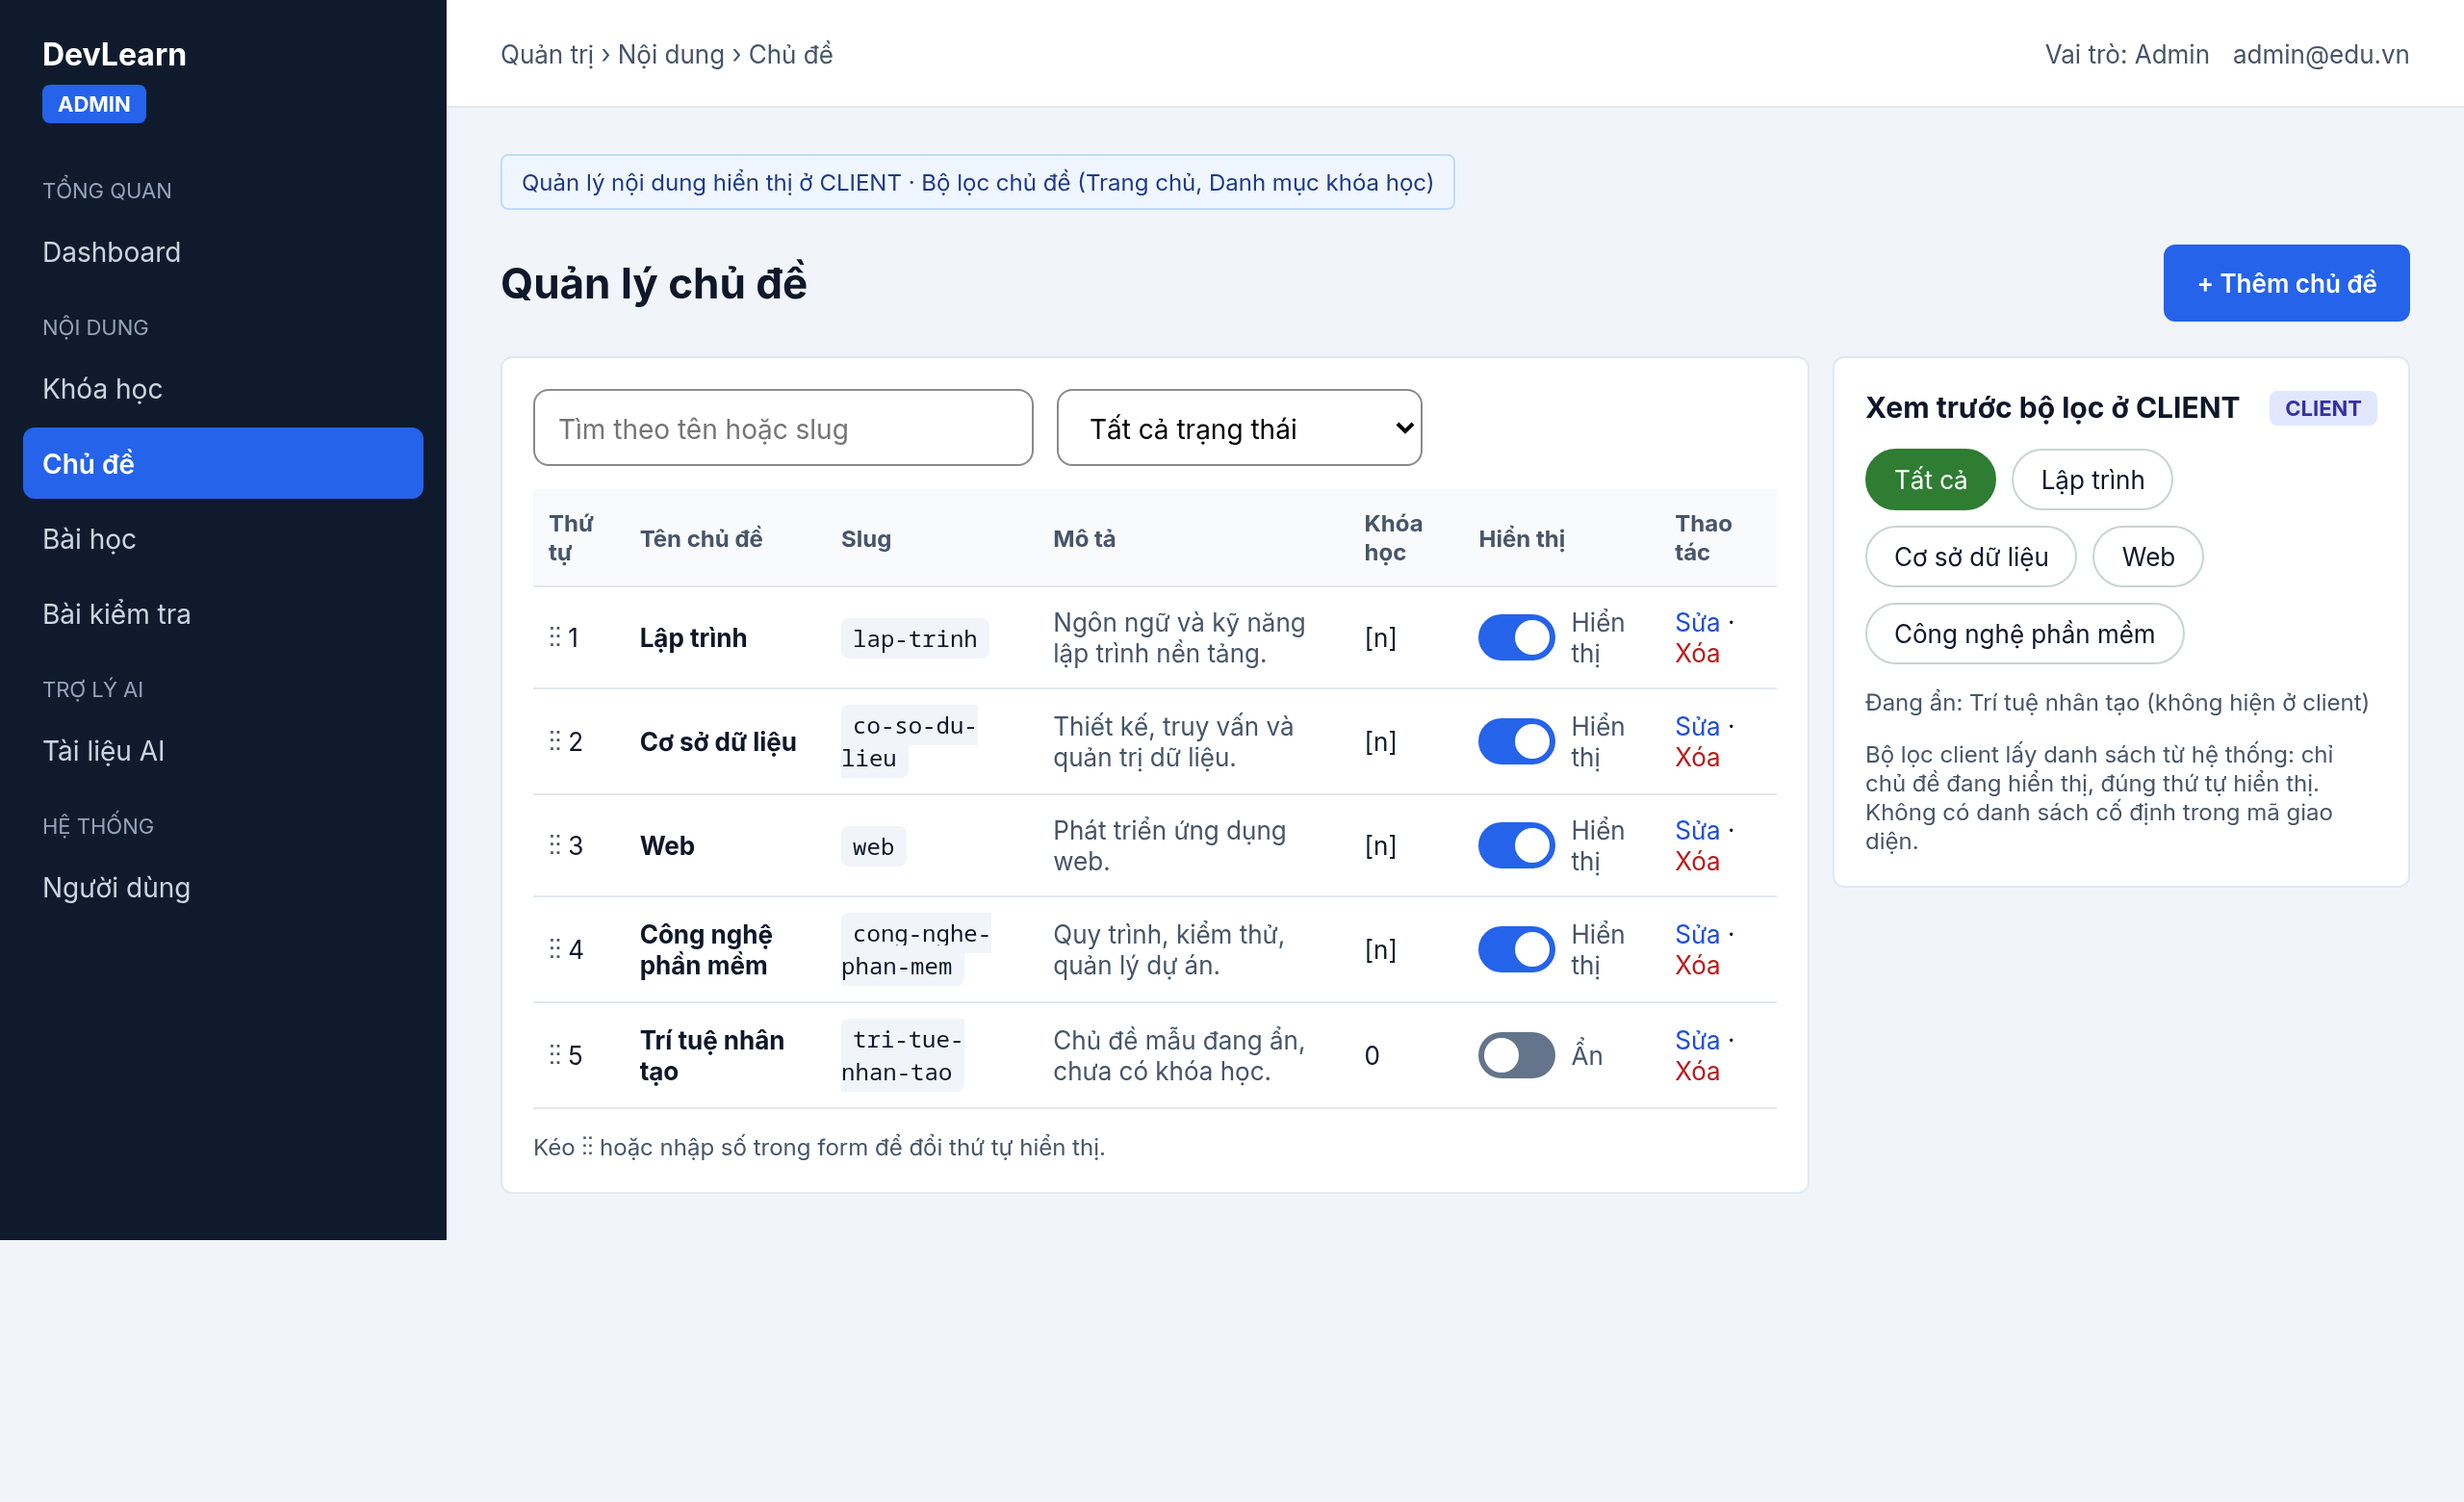 DevLearn
ADMIN
TỔNG QUAN
Dashboard
NỘI DUNG
Khóa học
Chủ đề
Bài học
Bài kiểm tra
TRỢ LÝ AI
Tài liệu AI
HỆ THỐNG
Người dùng
Quản trị › Nội dung › Chủ đề
Vai trò: Admin admin@edu.vn
Quản lý nội dung hiển thị ở CLIENT · Bộ lọc chủ đề (Trang chủ, Danh mục khóa học)
Quản lý chủ đề
+ Thêm chủ đề
Tìm theo tên hoặc slug
Tất cả trạng thái
Thứ tự
Tên chủ đề
Slug
Mô tả
Khóa học
Hiển thị
Thao tác
⠿ 1
Lập trình
lap-trinh
Ngôn ngữ và kỹ năng
lập trình nền tảng.
[n]
Hiển
thị
Sửa ·
Xóa
⠿ 2
Cơ sở dữ liệu
co-so-du-
lieu
Thiết kế, truy vấn và
quản trị dữ liệu.
[n]
Hiển
thị
Sửa ·
Xóa
⠿ 3
Web
web
Phát triển ứng dụng
web.
[n]
Hiển
thị
Sửa ·
Xóa
⠿ 4
Công nghệ
phần mềm
cong-nghe-
phan-mem
Quy trình, kiểm thử,
quản lý dự án.
[n]
Hiển
thị
Sửa ·
Xóa
⠿ 5
Trí tuệ nhân
tạo
tri-tue-
nhan-tao
Chủ đề mẫu đang ẩn,
chưa có khóa học.
0
Ẩn
Sửa ·
Xóa
Kéo ⠿ hoặc nhập số trong form để đổi thứ tự hiển thị.
Xem trước bộ lọc ở CLIENT
CLIENT
Tất cả
Lập trình
Cơ sở dữ liệu
Web
Công nghệ phần mềm
Đang ẩn: Trí tuệ nhân tạo (không hiện ở client)
Bộ lọc client lấy danh sách từ hệ thống: chỉ
chủ đề đang hiển thị, đúng thứ tự hiển thị.
Không có danh sách cố định trong mã giao
diện.